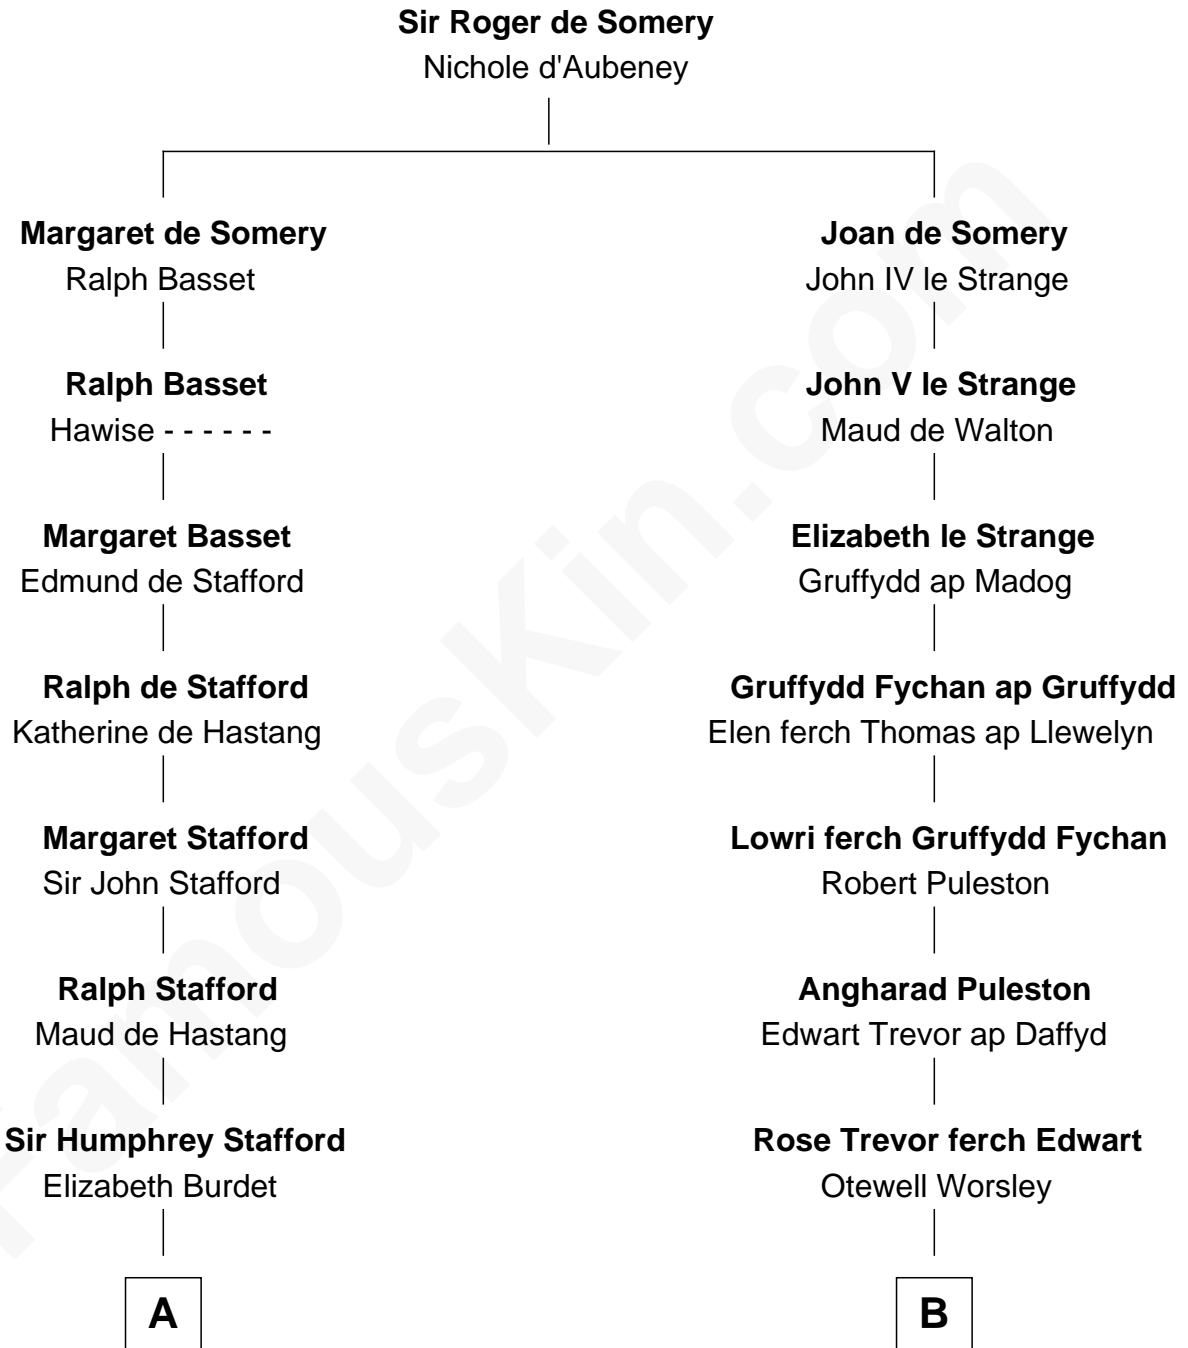 Sir Roger de Somery
Nichole d'Aubeney
Margaret de Somery
Ralph Basset
Joan de Somery
John IV le Strange
Ralph Basset
Hawise - - - - - -
John V le Strange
Maud de Walton
Margaret Basset
Edmund de Stafford
Elizabeth le Strange
Gruffydd ap Madog
Ralph de Stafford
Katherine de Hastang
Gruffydd Fychan ap Gruffydd
Elen ferch Thomas ap Llewelyn
Margaret Stafford
Sir John Stafford
Lowri ferch Gruffydd Fychan
Robert Puleston
Ralph Stafford
Maud de Hastang
Angharad Puleston
Edwart Trevor ap Daffyd
Sir Humphrey Stafford
Elizabeth Burdet
Rose Trevor ferch Edwart
Otewell Worsley
A
B
FamousKin.com